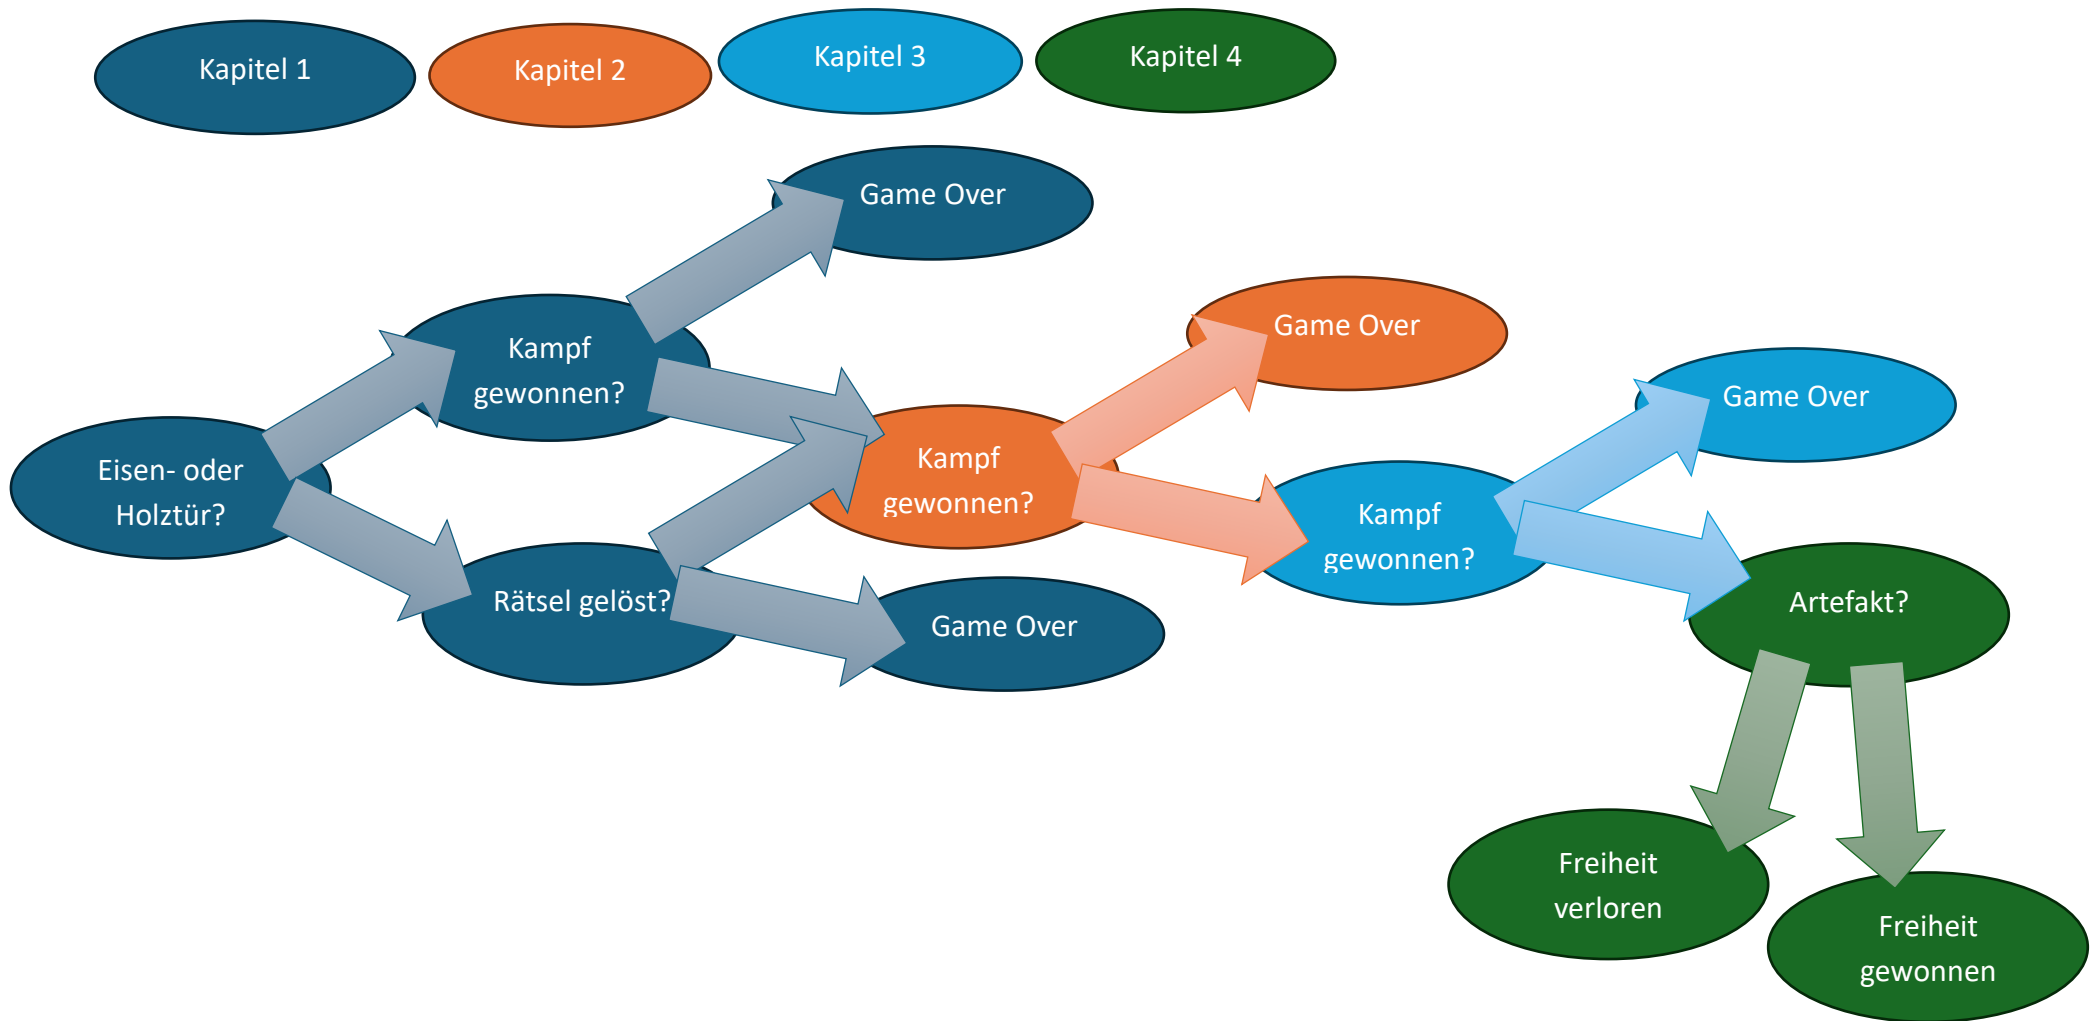 Kapitel 1
Kapitel 2
Kapitel 3
Kapitel 4
Game Over
Kampf
gewonnen?
Game Over
Eisen- oder
Holztür?
Kampf
gewonnen?
Game Over
Rätsel gelöst?
Game Over
Kampf
gewonnen?
Artefakt?
Freiheit
verloren
Freiheit
gewonnen